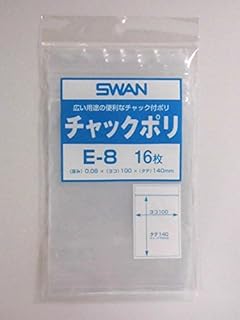 SWAN
広い用途の便利なチャック付ポリ
チャックポリ
E-8 16枚
(厚み) 0.08 × (ヨコ) 100 × (タテ) 140mm
ヨコ100
タテ140